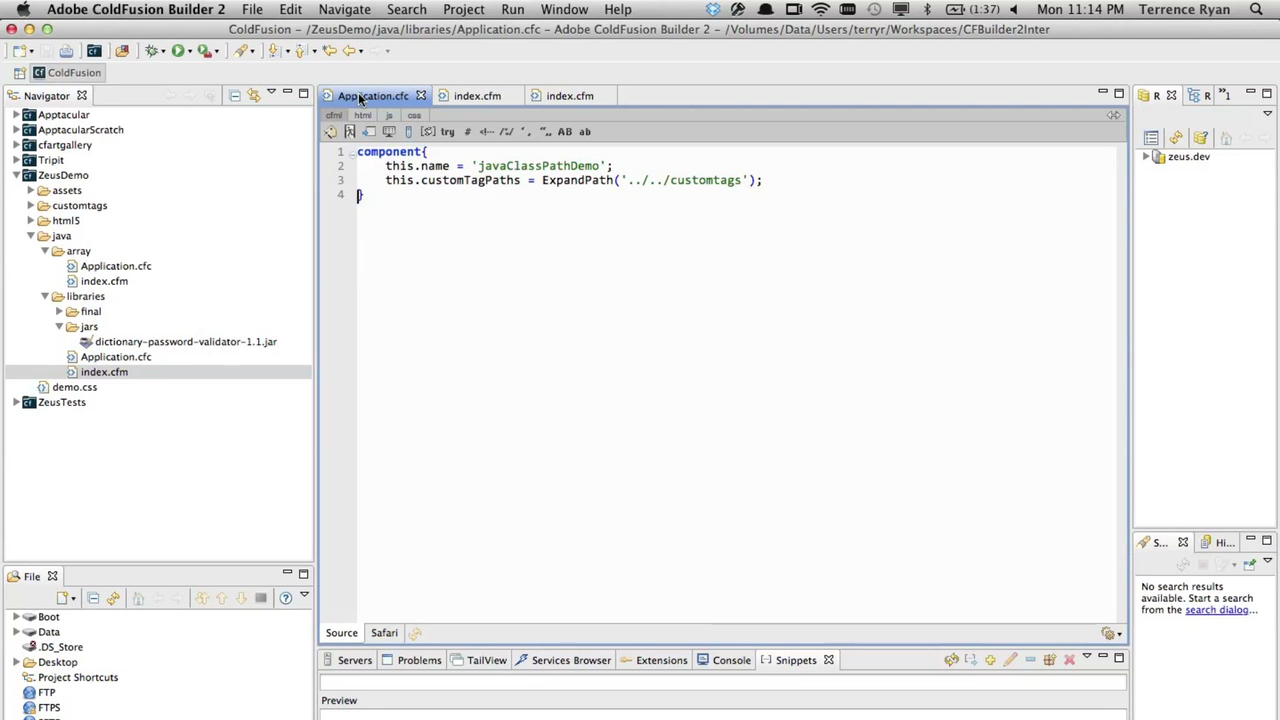 Adobe ColdFusion Builder 2 File Edit Navigate Search Project Run Window Help (1:37) Mon 11:14 PM Terrence Ryan
ColdFusion - /ZeusDemo/java/libraries/Application.cfc - Adobe ColdFusion Builder 2 - /Volumes/Data/Users/terryr/Workspaces/CFBuilder2Inter
Cf ColdFusion
Navigator
Application.cfc
index.cfm
index.cfm
R
R
"1
cfml html js css
try # AB ab
Apptacular
ApptacularScratch
cfartgallery
Tripit
ZeusDemo
assets
customtags
html5
java
array
Application.cfc
index.cfm
libraries
final
jars
dictionary-password-validator-1.1.jar
Application.cfc
index.cfm
demo.css
ZeusTests
1 component{
2 this.name = 'javaClassPathDemo';
3 this.customTagPaths = ExpandPath('../../customtags');
4 }
zeus.dev
S... Hi...
No search results
available. Start a search
from the search dialog...
File
Boot
Data
.DS_Store
Desktop
Project Shortcuts
FTP
FTPS
Source Safari
Servers Problems TailView Services Browser Extensions Console Snippets
Preview